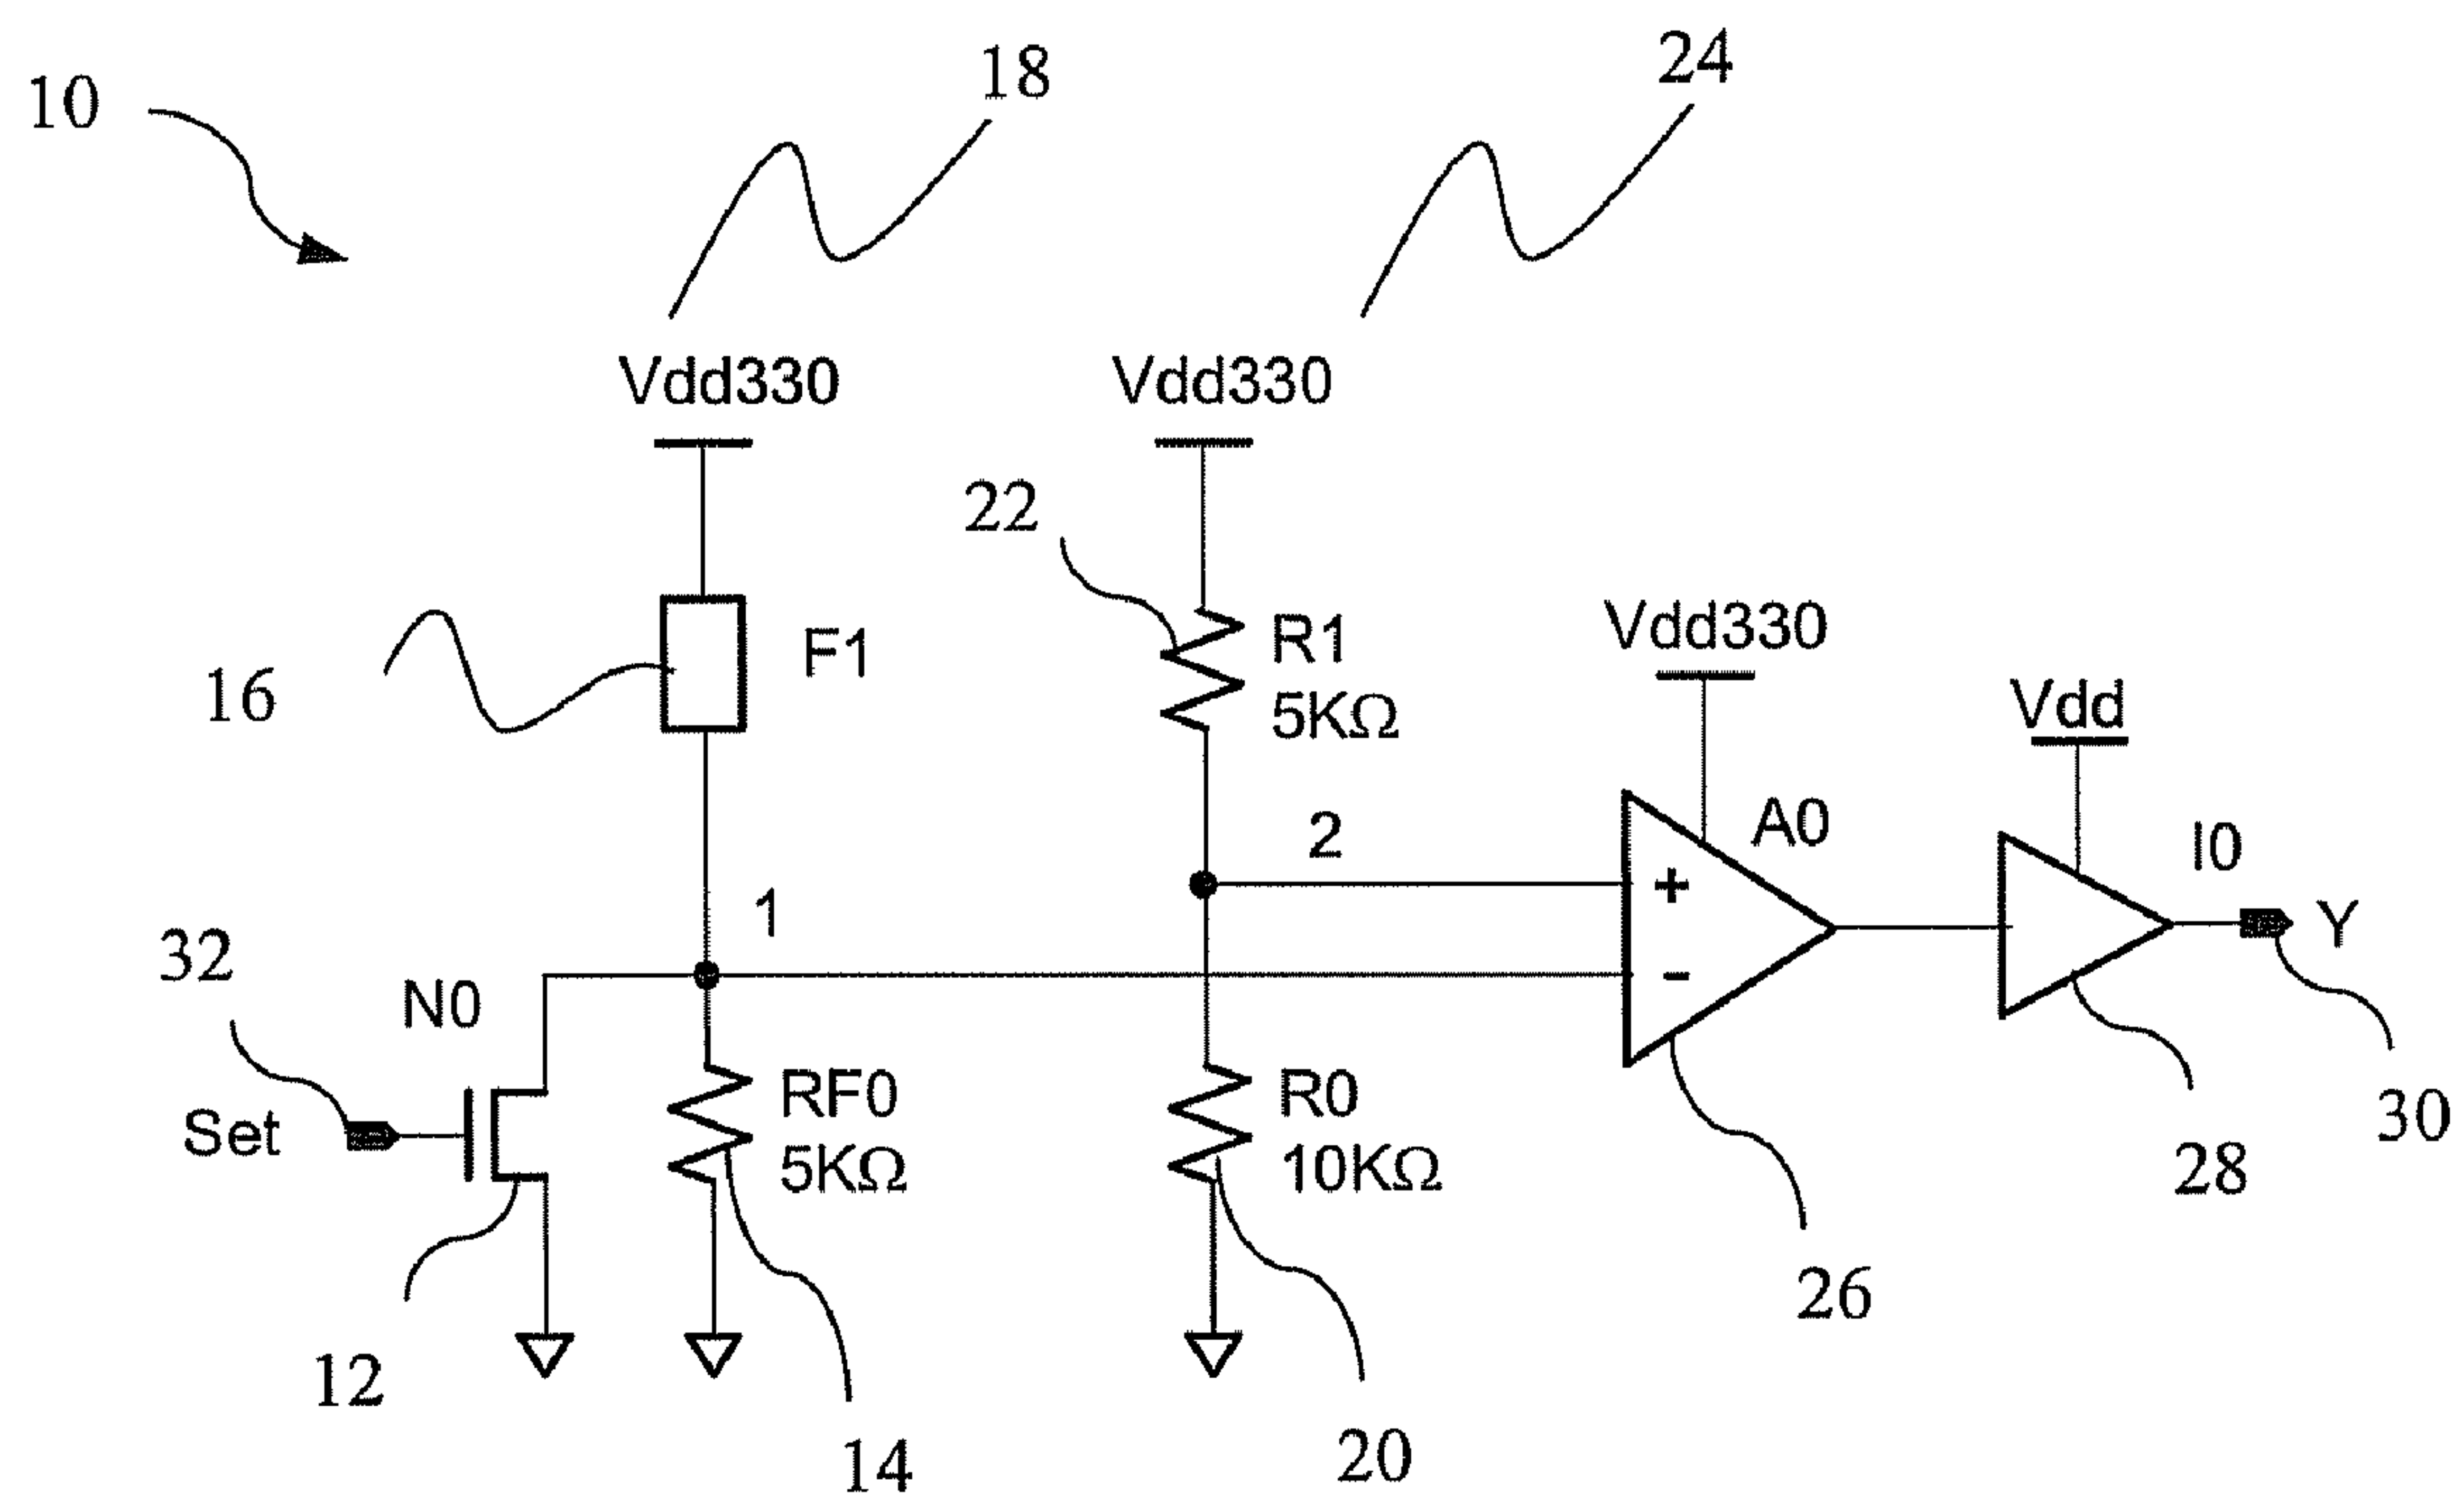 10
18
24
Vdd330
Vdd330
22
16
F1
R1
5KΩ
Vdd330
Vdd
2
A0
I0
1
+
-
Y
32
N0
Set
RF0
5KΩ
R0
10KΩ
30
28
26
12
14
20